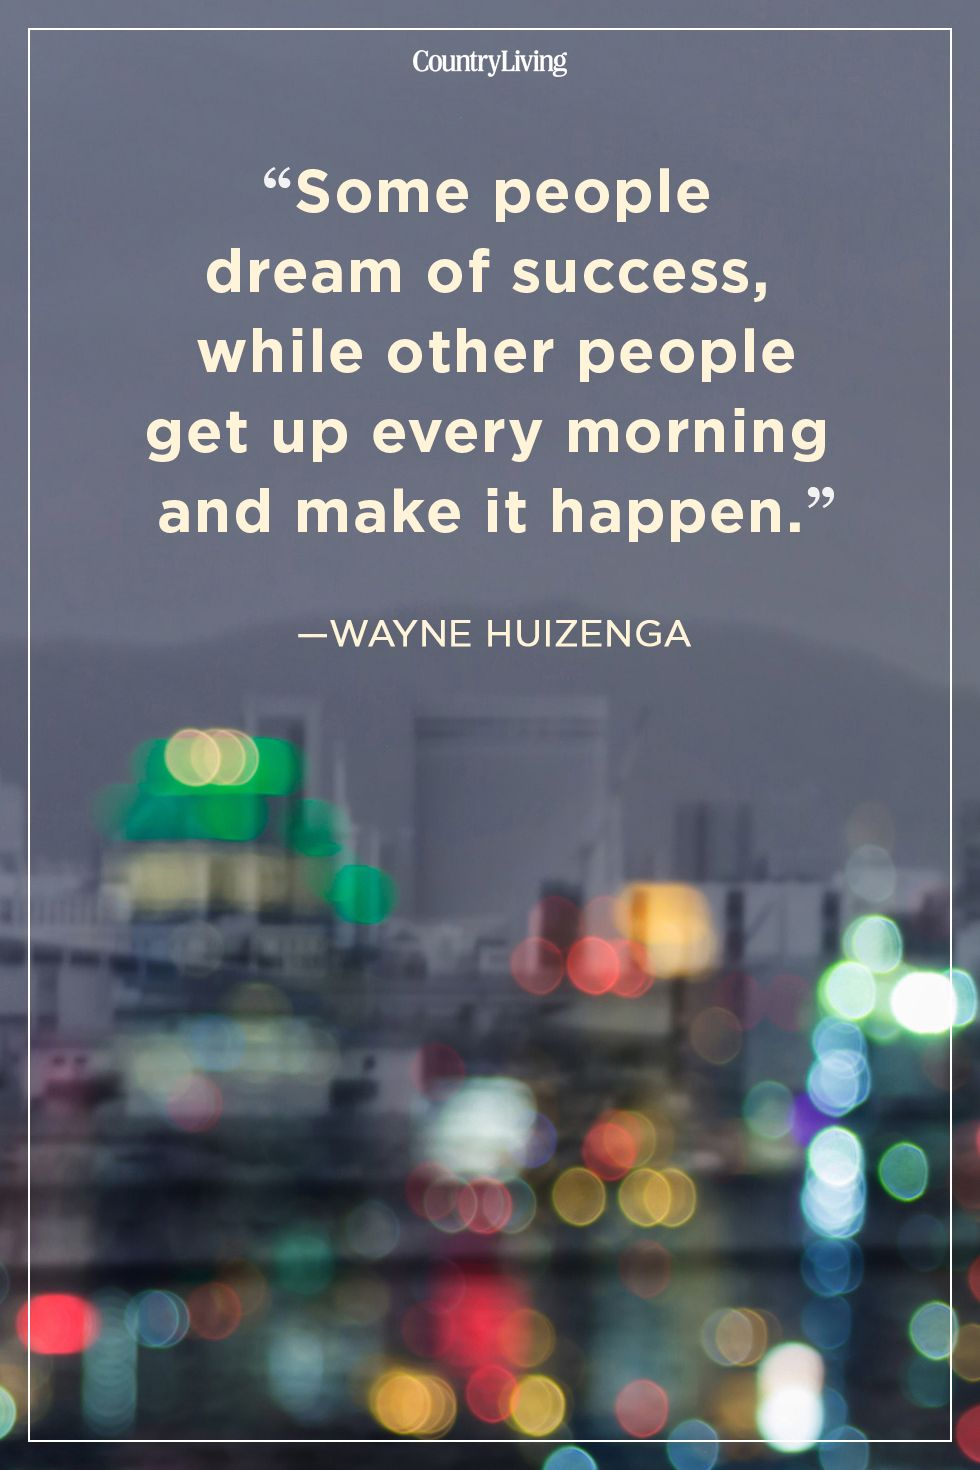 CountryLiving
“Some people
dream of success,
while other people
get up every morning
and make it happen.”
—WAYNE HUIZENGA